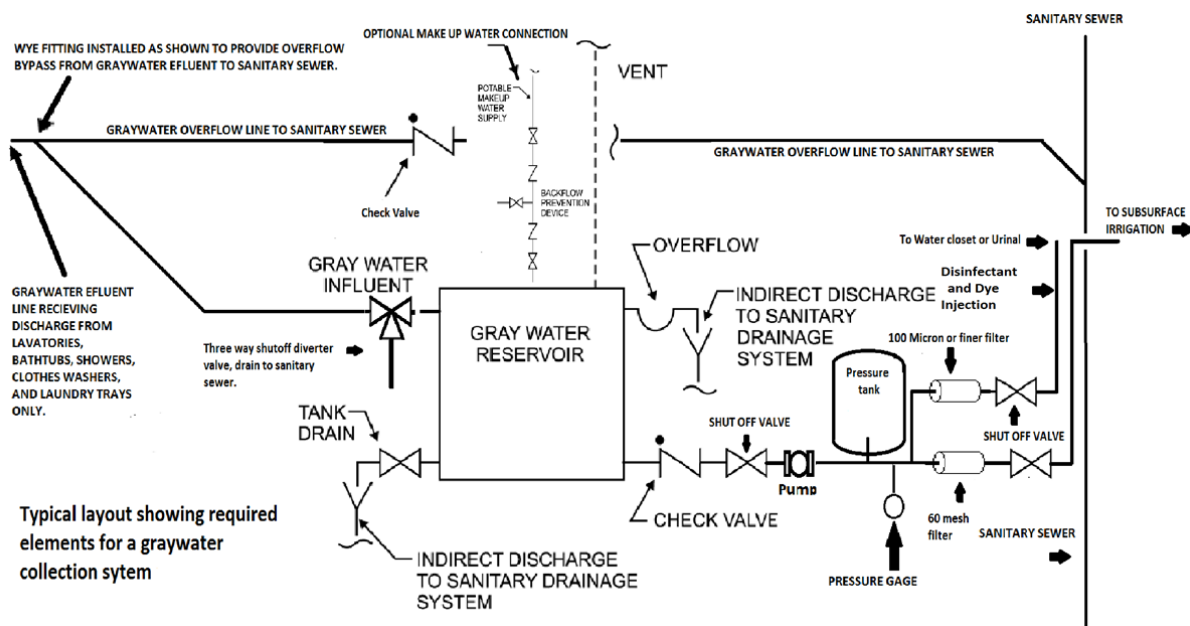 SANITARY SEWER
WYE FITTING INSTALLED AS SHOWN TO PROVIDE OVERFLOW
BYPASS FROM GRAYWATER EFLUENT TO SANITARY SEWER.
OPTIONAL MAKE UP WATER CONNECTION
VENT
POTABLE
MAKEUP
WATER
SUPPLY
GRAYWATER OVERFLOW LINE TO SANITARY SEWER
GRAYWATER OVERFLOW LINE TO SANITARY SEWER
Check Valve
BACKFLOW
PREVENTION
DEVICE
TO SUBSURFACE
IRRIGATION
To Water closet or Urinal
OVERFLOW
GRAY WATER
INFLUENT
Disinfectant
and Dye
Injection
GRAYWATER EFLUENT
LINE RECIEVING
DISCHARGE FROM
LAVATORIES,
BATHTUBS, SHOWERS,
CLOTHES WASHERS,
AND LAUNDRY TRAYS
ONLY.
INDIRECT DISCHARGE
TO SANITARY
DRAINAGE
SYSTEM
GRAY WATER
RESERVOIR
100 Micron or finer filter
Three way shutoff diverter
valve, drain to sanitary
sewer.
Pressure
tank
TANK
DRAIN
SHUT OFF VALVE
SHUT OFF VALVE
Pump
CHECK VALVE
60 mesh
filter
SANITARY SEWER
Typical layout showing required
elements for a graywater
collection sytem
INDIRECT DISCHARGE
TO SANITARY DRAINAGE
SYSTEM
PRESSURE GAGE